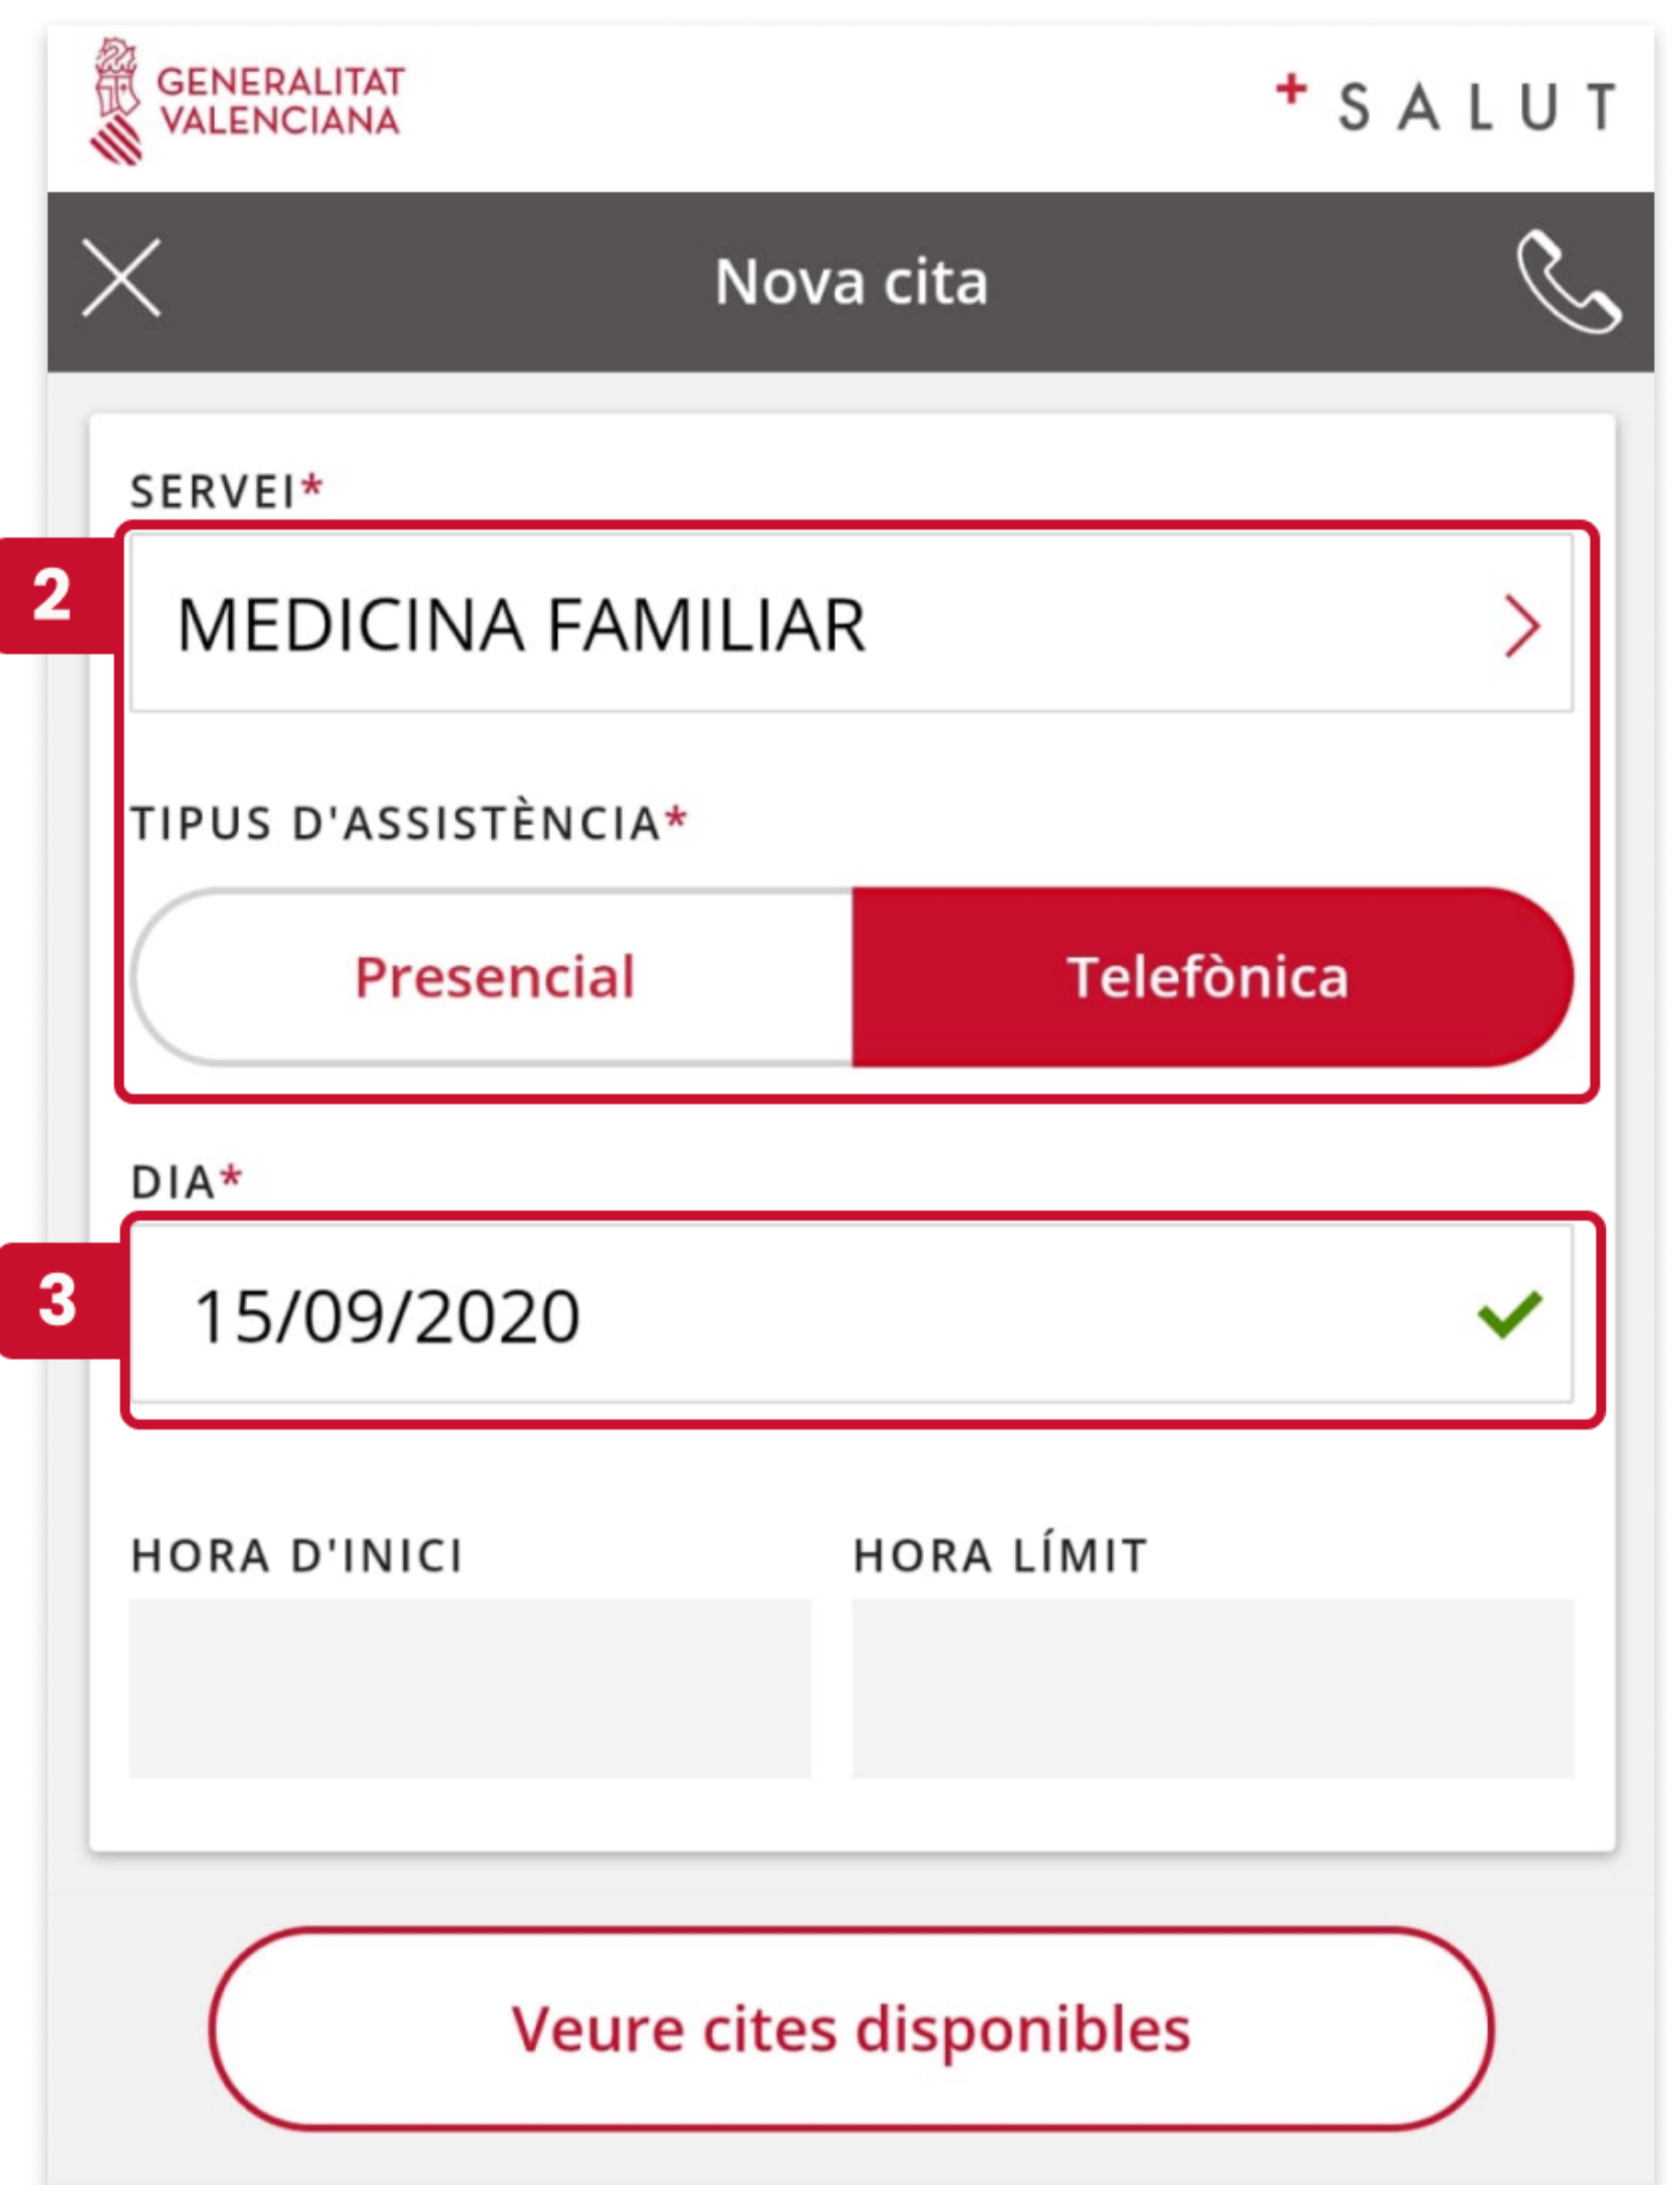 GENERALITAT
VALENCIANA
+ SALUT
Nova cita
SERVEI*
2
MEDICINA FAMILIAR
TIPUS D'ASSISTÈNCIA*
Presencial
Telefònica
DIA*
3
15/09/2020
HORA D'INICI
HORA LÍMIT
Veure cites disponibles